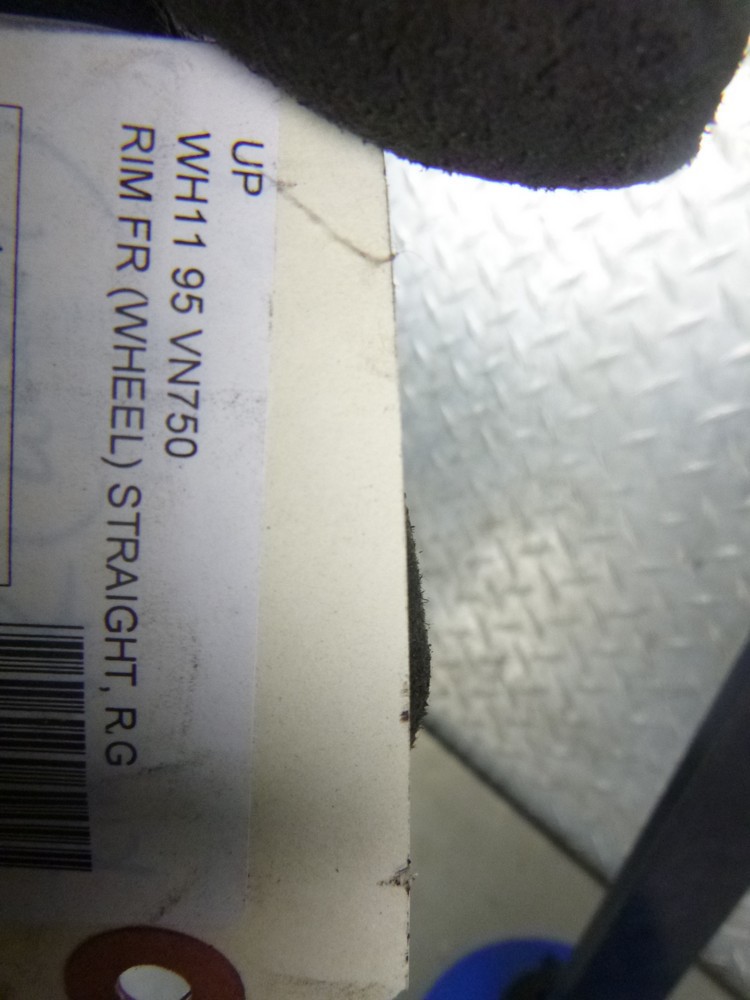 UP
WH11 95 VN750
RIM FR (WHEEL) STRAIGHT, R.G